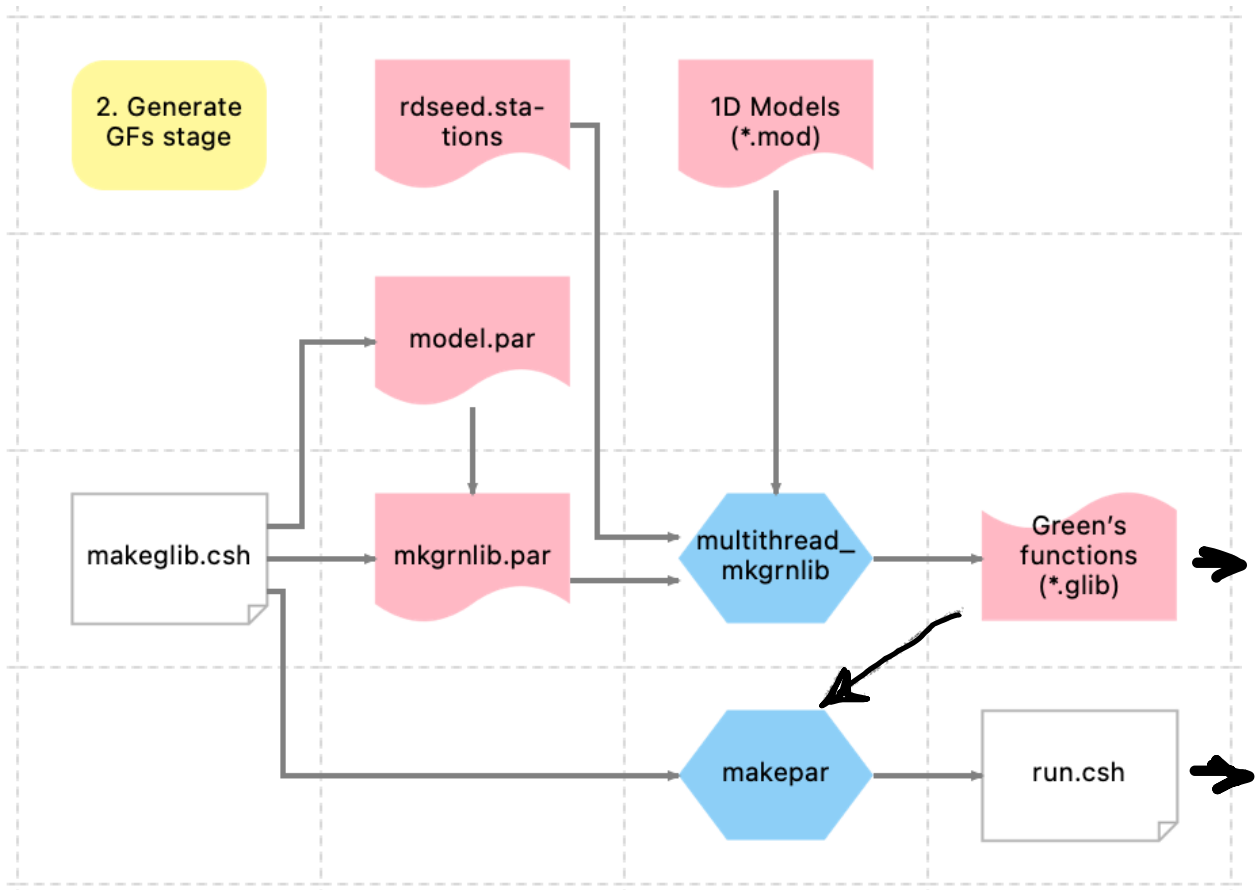 2. Generate
GFs stage
rdseed.sta-
tions
1D Models
(*.mod)
model.par
makeglib.csh
mkgrnlib.par
multithread_
mkgrnlib
Green's
functions
(*.glib)
makepar
run.csh